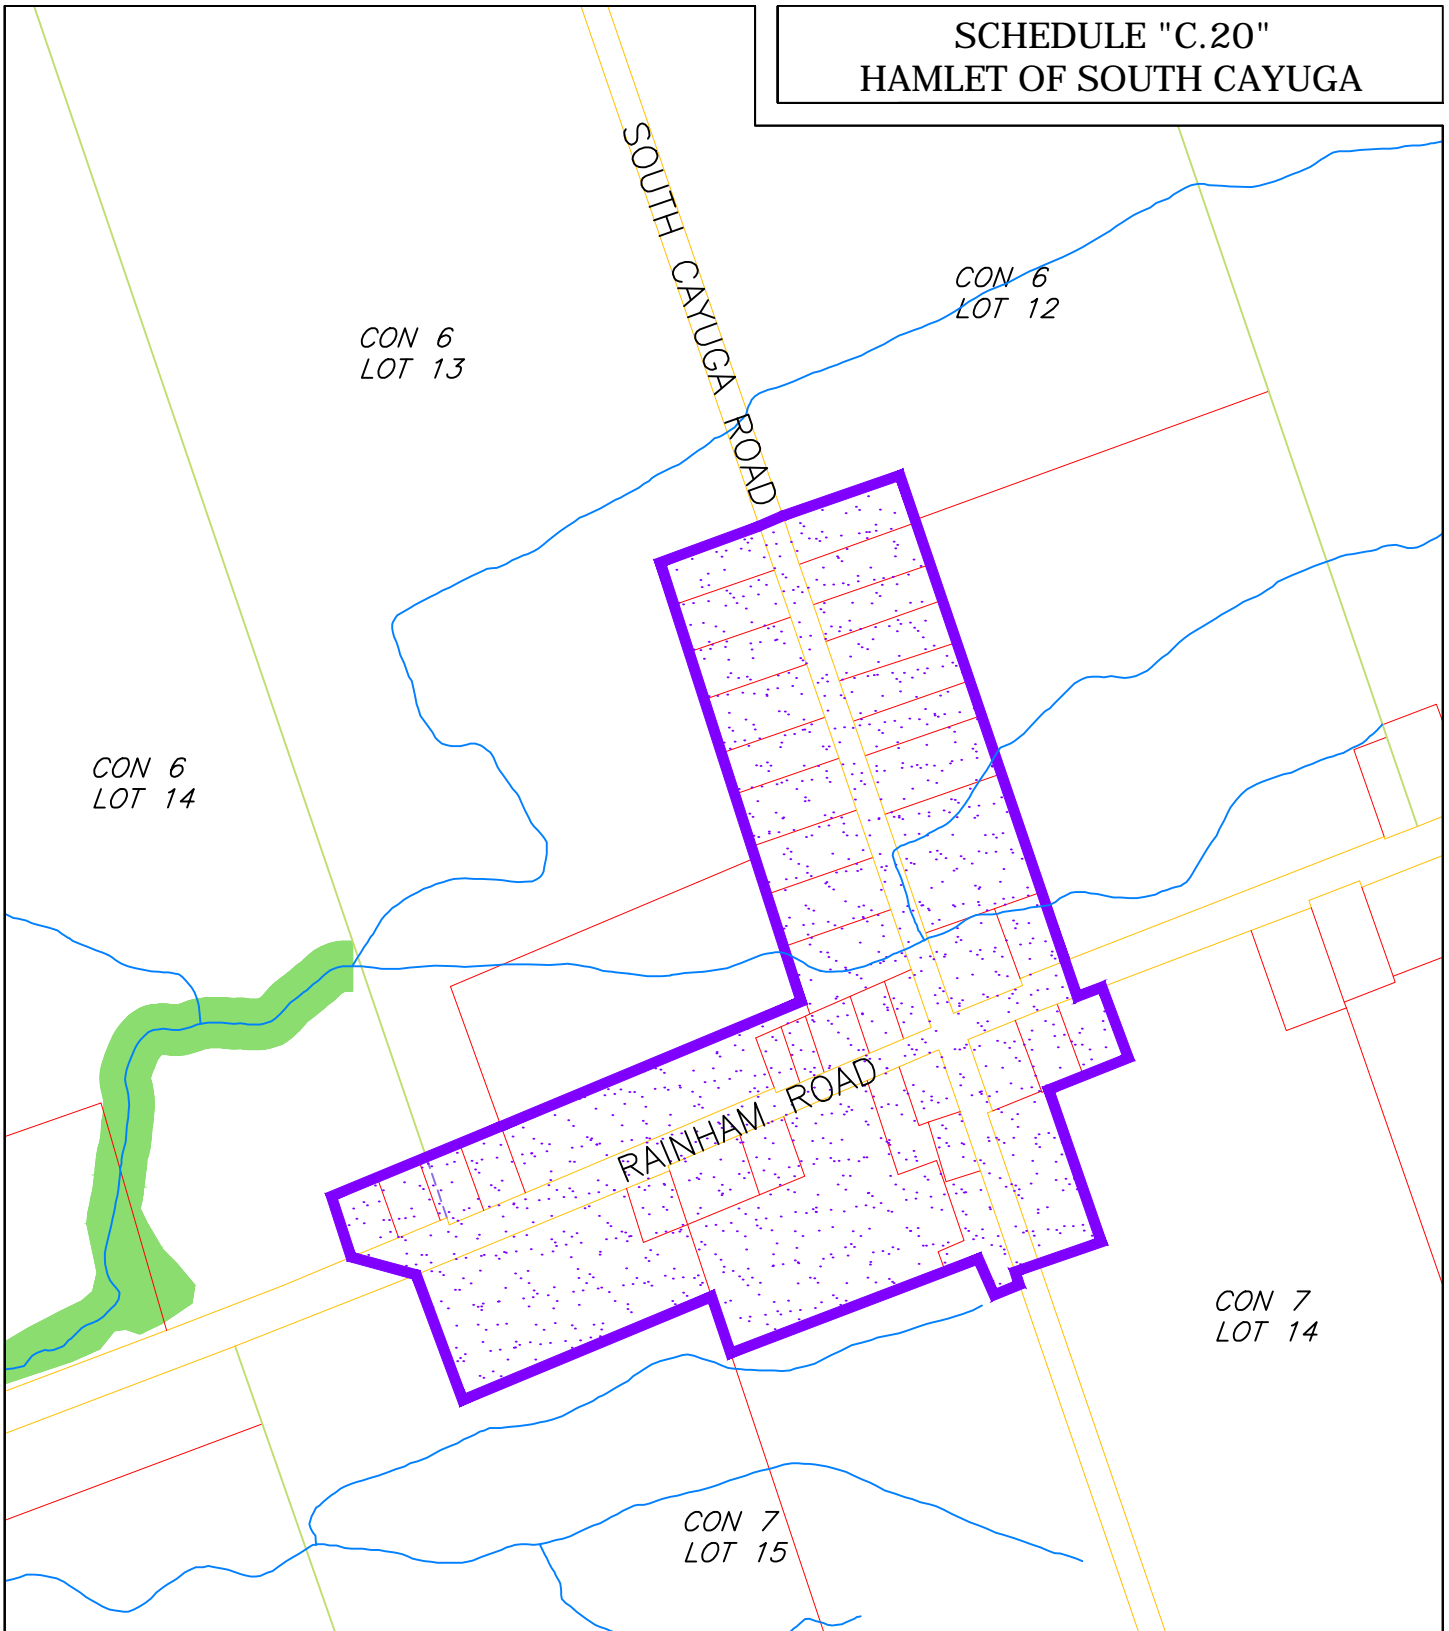 SCHEDULE "C.20"
HAMLET OF SOUTH CAYUGA
SOUTH CAYUGA ROAD
CON 6
LOT 12
CON 6
LOT 13
CON 6
LOT 14
RAINHAM ROAD
CON 7
LOT 14
CON 7
LOT 15